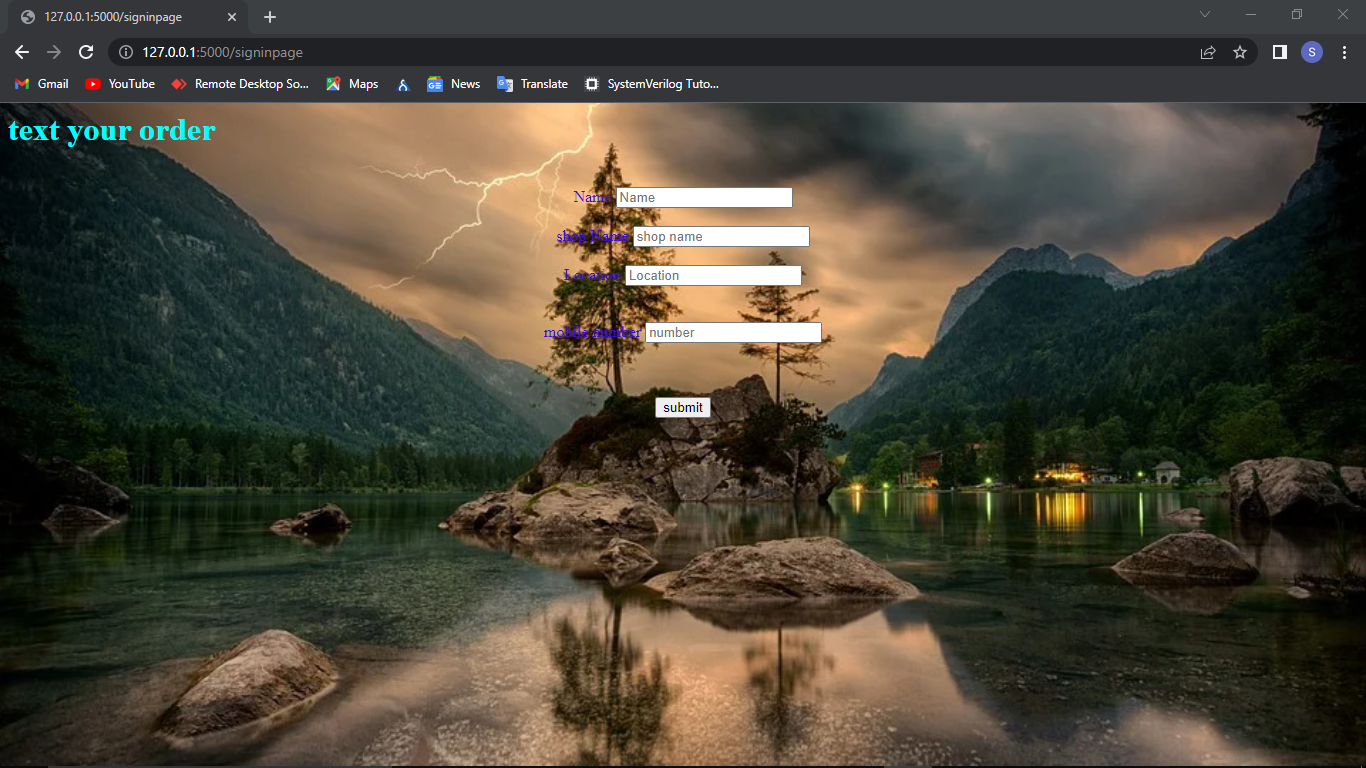 127.0.0.1:5000/signinpage
127.0.0.1:5000/signinpage
S
Gmail YouTube Remote Desktop So... Maps News Translate SystemVerilog Tuto...
text your order
Name Name
shop Name shop name
Location Location
mobile number number
submit